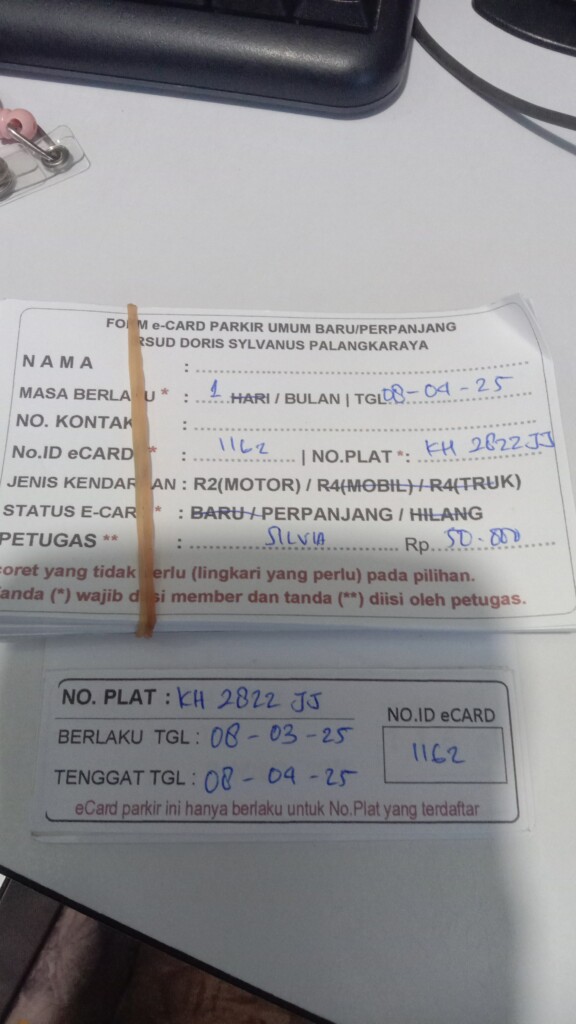 FORM e-CARD PARKIR UMUM BARU/PERPANJANG
RSUD DORIS SYLVANUS PALANGKARAYA
NAMA :
MASA BERLAKU * : 1 HARI / BULAN | TGL 08-04-25
NO. KONTAK :
No.ID eCARD * : 1162 | NO.PLAT *: KH 2822 JJ
JENIS KENDARAAN : R2(MOTOR) / R4(MOBIL) / R4(TRUK)
STATUS E-CARD * : BARU / PERPANJANG / HILANG
PETUGAS ** : SILVIA Rp. 50.000
coret yang tidak perlu (lingkari yang perlu) pada pilihan.
Tanda (*) wajib diisi member dan tanda (**) diisi oleh petugas.
NO. PLAT : KH 2822 JJ
BERLAKU TGL : 08-03-25
NO.ID eCARD
1162
TENGGAT TGL : 08-04-25
eCard parkir ini hanya berlaku untuk No.Plat yang terdaftar